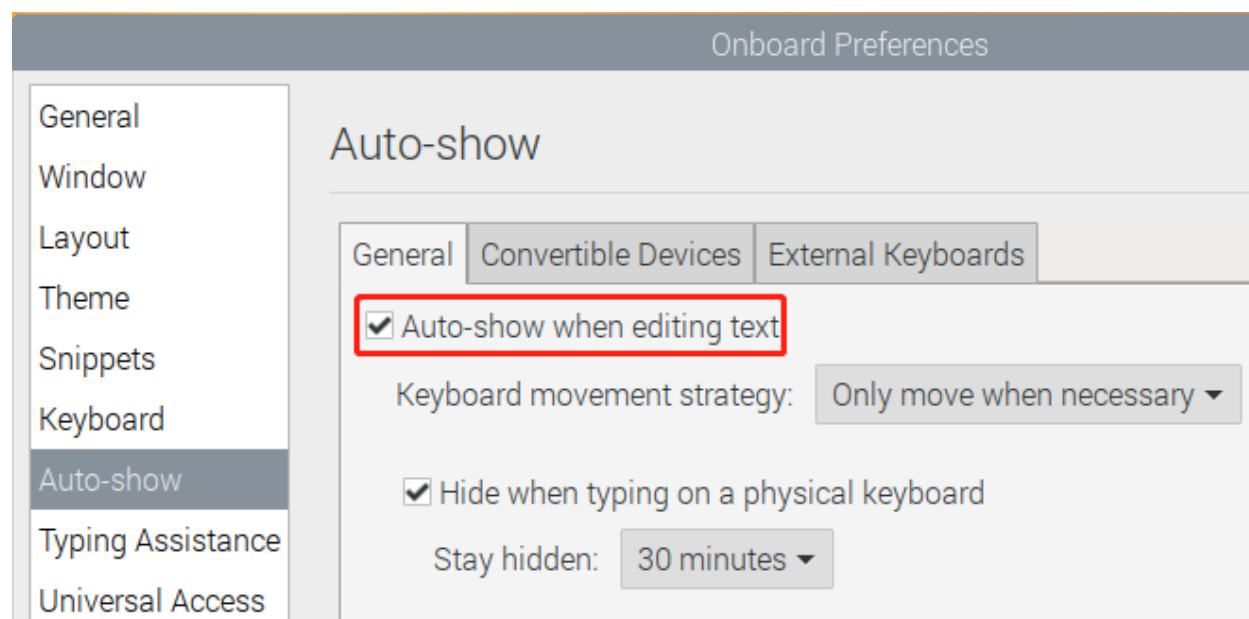 Onboard Preferences
General
Window
Layout
Theme
Snippets
Keyboard
Auto-show
Typing Assistance
Universal Access
Auto-show
General Convertible Devices External Keyboards
Auto-show when editing text
Keyboard movement strategy: Only move when necessary
Hide when typing on a physical keyboard
Stay hidden: 30 minutes